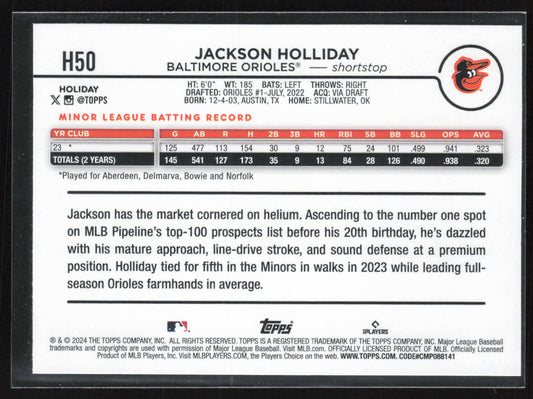 H50
JACKSON HOLLIDAY
BALTIMORE ORIOLES® — shortstop
HOLLIDAY
@TOPPS
HT: 6'0" WT: 185 BATS: LEFT THROWS: RIGHT
DRAFTED: ORIOLES #1-JULY, 2022 ACQ: VIA DRAFT
BORN: 12-4-03, AUSTIN, TX HOME: STILLWATER, OK
MINOR LEAGUE BATTING RECORD
YR CLUB G AB R H 2B 3B HR RBI SB BB SLG OPS AVG
23 * 125 477 113 154 30 9 12 75 24 101 .499 .941 .323
TOTALS (2 YEARS) 145 541 127 173 35 9 13 84 28 126 .490 .938 .320
*Played for Aberdeen, Delmarva, Bowie and Norfolk
Jackson has the market cornered on helium. Ascending to the number one spot
on MLB Pipeline's top-100 prospects list before his 20th birthday, he's dazzled
with his mature approach, line-drive stroke, and sound defense at a premium
position. Holliday tied for fifth in the Minors in walks in 2023 while leading full-
season Orioles farmhands in average.
Topps
PLAYERS
® & © 2024 THE TOPPS COMPANY, INC. ALL RIGHTS RESERVED. TOPPS IS A REGISTERED TRADEMARK OF THE TOPPS COMPANY, INC. Major League Baseball
trademarks and copyrights are used with permission of Major League Baseball. Visit MLB.com. OFFICIALLY LICENSED PRODUCT OF MLB PLAYERS, INC. Officially Licensed
Product of MLB Players, Inc. Visit MLBPLAYERS.com, the Players Choice on the web. WWW.TOPPS.COM. CODE#CMP088141